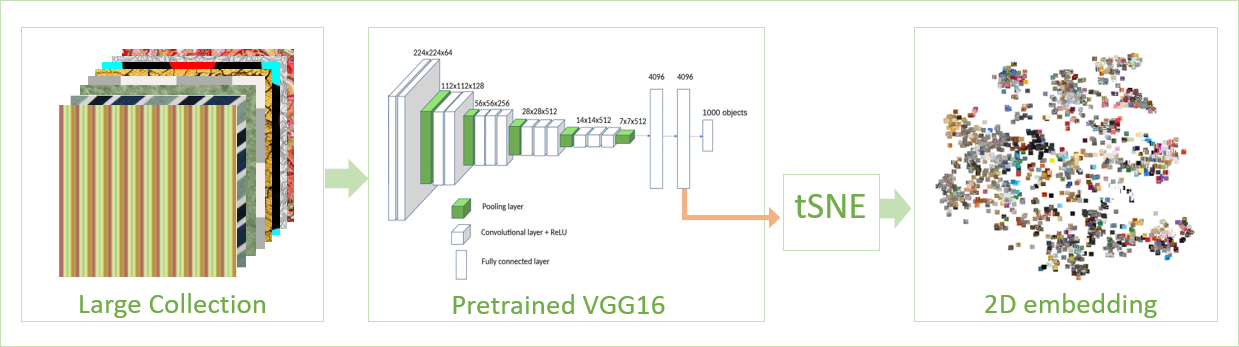 224x224x64
112x112x128
56x56x256
28x28x512
14x14x512
7x7x512
4096
4096
1000 objects
Pooling layer
Convolutional layer + ReLU
Fully connected layer
tSNE
Large Collection
Pretrained VGG16
2D embedding